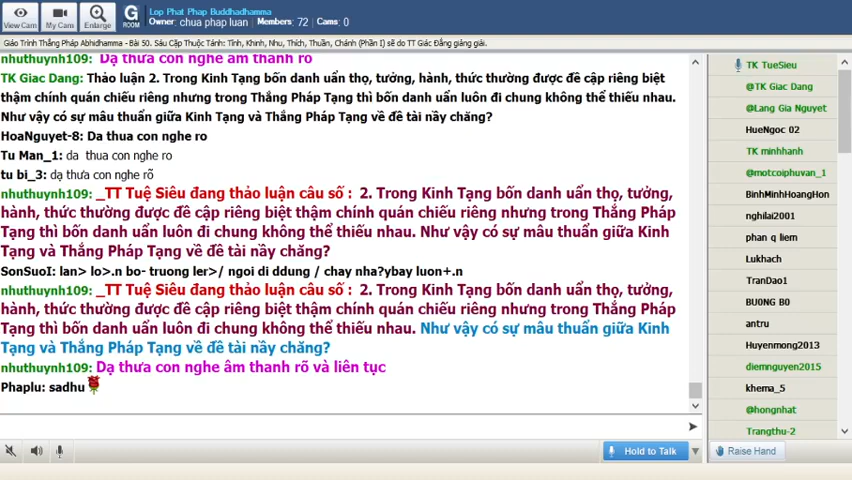 Lop Phat Phap Buddhadhamma
Owner: chua phap luan Members: 72 Cams: 0
View Cam
My Cams
Enlarge
G
ROOM
Giáo Trình Thắng Pháp Abhidhamma - Bài 50. Sáu Cặp Thuộc Tánh: Tịnh, Khinh, Nhu, Thích, Thuần, Chánh (Phần I) sẽ do TT Giác Đẳng giảng giải.
nhuthuynh109: Dạ thưa con nghe âm thanh rõ
TK Giac Dang: Thảo luận 2. Trong Kinh Tạng bốn danh uẩn thọ, tưởng, hành, thức thường được đề cập riêng biệt
thậm chính quán chiếu riêng nhưng trong Thắng Pháp Tạng thì bốn danh uẩn luôn đi chung không thể thiếu nhau.
Như vậy có sự mâu thuẩn giữa Kinh Tạng và Thắng Pháp Tạng về đề tài nầy chăng?
HoaNguyet-8: Da thua con nghe ro
Tu Man_1: da thua con nghe ro
tu bi_3: dạ thưa con nghe rõ
nhuthuynh109: _TT Tuệ Siêu đang thảo luận câu số : 2. Trong Kinh Tạng bốn danh uẩn thọ, tưởng,
hành, thức thường được đề cập riêng biệt thậm chính quán chiếu riêng nhưng trong Thắng Pháp
Tạng thì bốn danh uẩn luôn đi chung không thể thiếu nhau. Như vậy có sự mâu thuẩn giữa Kinh
Tạng và Thắng Pháp Tạng về đề tài nầy chăng?
SonSuoI: lan> lo>.n bo- truong ler>/ ngoi di ddung / chay nha?ybay luon+.n
nhuthuynh109: _TT Tuệ Siêu đang thảo luận câu số : 2. Trong Kinh Tạng bốn danh uẩn thọ, tưởng,
hành, thức thường được đề cập riêng biệt thậm chính quán chiếu riêng nhưng trong Thắng Pháp
Tạng thì bốn danh uẩn luôn đi chung không thể thiếu nhau. Như vậy có sự mâu thuẩn giữa Kinh
Tạng và Thắng Pháp Tạng về đề tài nầy chăng?
nhuthuynh109: Dạ thưa con nghe âm thanh rõ và liên tục
Phaplu: sadhu
Hold to Talk
TK TueSieu
@TK Giac Dang
@Lang Gia Nguyet
HueNgoc 02
TK minhhanh
@motcoiphuvan_1
BinhMinhHoangHon
nghilai2001
phan q liem
Lukhach
TranDao1
BU0NG B0
antru
Huyenmong2013
diemnguyen2015
khema_5
@hongnhat
Trangthu-2
Raise Hand